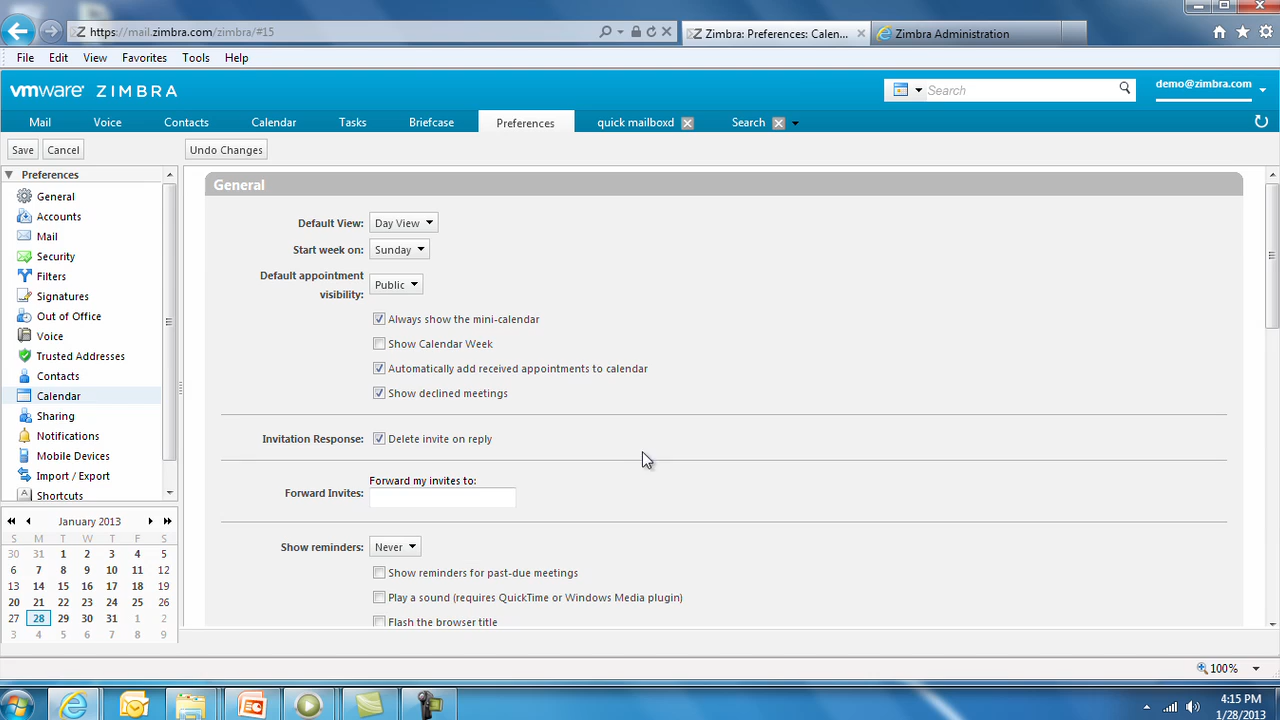 https://mail.zimbra.com/zimbra/#15
Zimbra: Preferences: Calen...
Zimbra Administration
File Edit View Favorites Tools Help
vmware ZIMBRA
Search
demo@zimbra.com
Mail Voice Contacts Calendar Tasks Briefcase Preferences quick mailboxd Search
Save Cancel Undo Changes
Preferences
General
Accounts
Mail
Security
Filters
Signatures
Out of Office
Voice
Trusted Addresses
Contacts
Calendar
Sharing
Notifications
Mobile Devices
Import / Export
Shortcuts
January 2013
S M T W T F S
30 31 1 2 3 4 5
6 7 8 9 10 11 12
13 14 15 16 17 18 19
20 21 22 23 24 25 26
27 28 29 30 31 1 2
3 4 5 6 7 8 9
General
Default View: Day View
Start week on: Sunday
Default appointment
visibility: Public
Always show the mini-calendar
Show Calendar Week
Automatically add received appointments to calendar
Show declined meetings
Invitation Response: Delete invite on reply
Forward my invites to:
Forward Invites:
Show reminders: Never
Show reminders for past-due meetings
Play a sound (requires QuickTime or Windows Media plugin)
Flash the browser title
100%
4:15 PM
1/28/2013